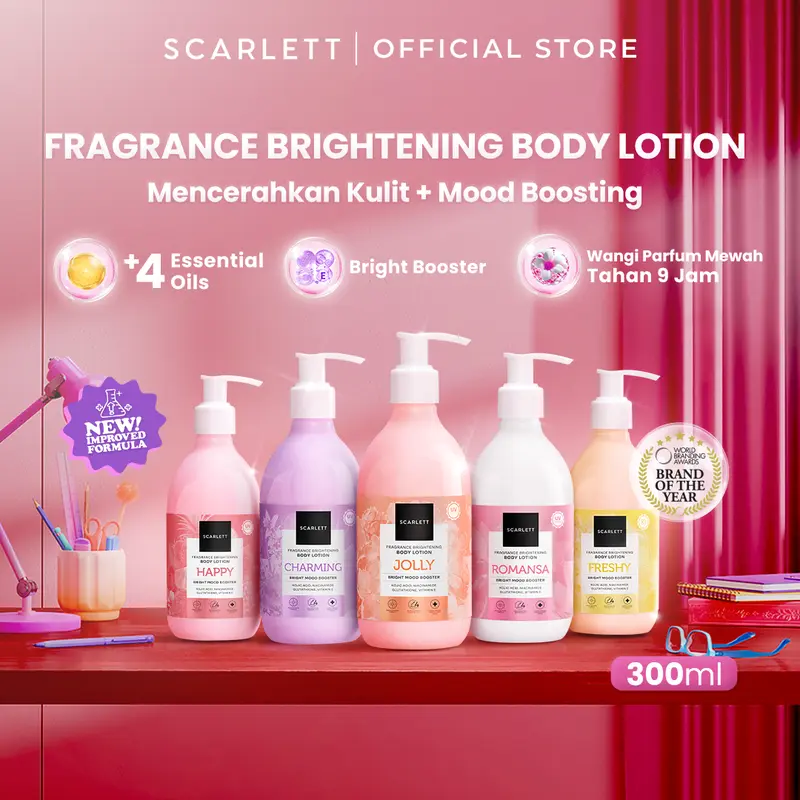 SCARLETT | OFFICIAL STORE
FRAGRANCE BRIGHTENING BODY LOTION
Mencerahkan Kulit + Mood Boosting
+4 Essential
Oils
Bright Booster
Wangi Parfum Mewah
Tahan 9 Jam
NEW!
IMPROVED
FORMULA
SCARLETT
FRAGRANCE BRIGHTENING
BODY LOTION
HAPPY
BRIGHT MOOD BOOSTER
SCARLETT
FRAGRANCE BRIGHTENING
BODY LOTION
CHARMING
BRIGHT MOOD BOOSTER
SCARLETT
FRAGRANCE BRIGHTENING
BODY LOTION
JOLLY
BRIGHT MOOD BOOSTER
SCARLETT
FRAGRANCE BRIGHTENING
BODY LOTION
ROMANSA
BRIGHT MOOD BOOSTER
SCARLETT
FRAGRANCE BRIGHTENING
BODY LOTION
FRESHY
BRIGHT MOOD BOOSTER
WORLD
BRANDING
AWARDS
BRAND
OF THE
YEAR
300ml